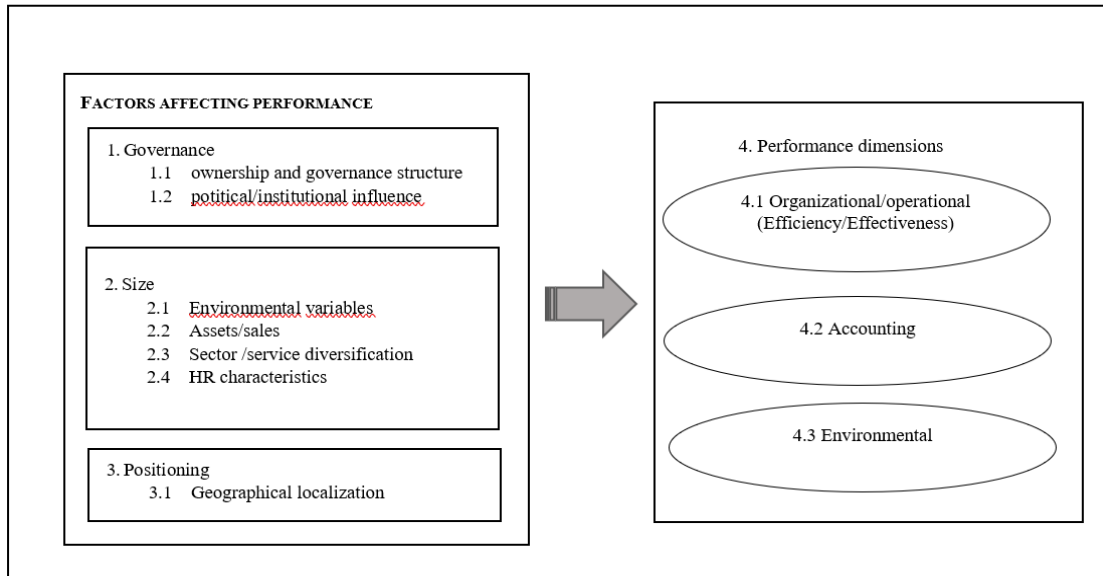 FACTORS AFFECTING PERFORMANCE
1. Governance
1.1 ownership and governance structure
1.2 potitical/institutional influence
2. Size
2.1 Environmental variables
2.2 Assets/sales
2.3 Sector /service diversification
2.4 HR characteristics
3. Positioning
3.1 Geographical localization
4. Performance dimensions
4.1 Organizational/operational
(Efficiency/Effectiveness)
4.2 Accounting
4.3 Environmental